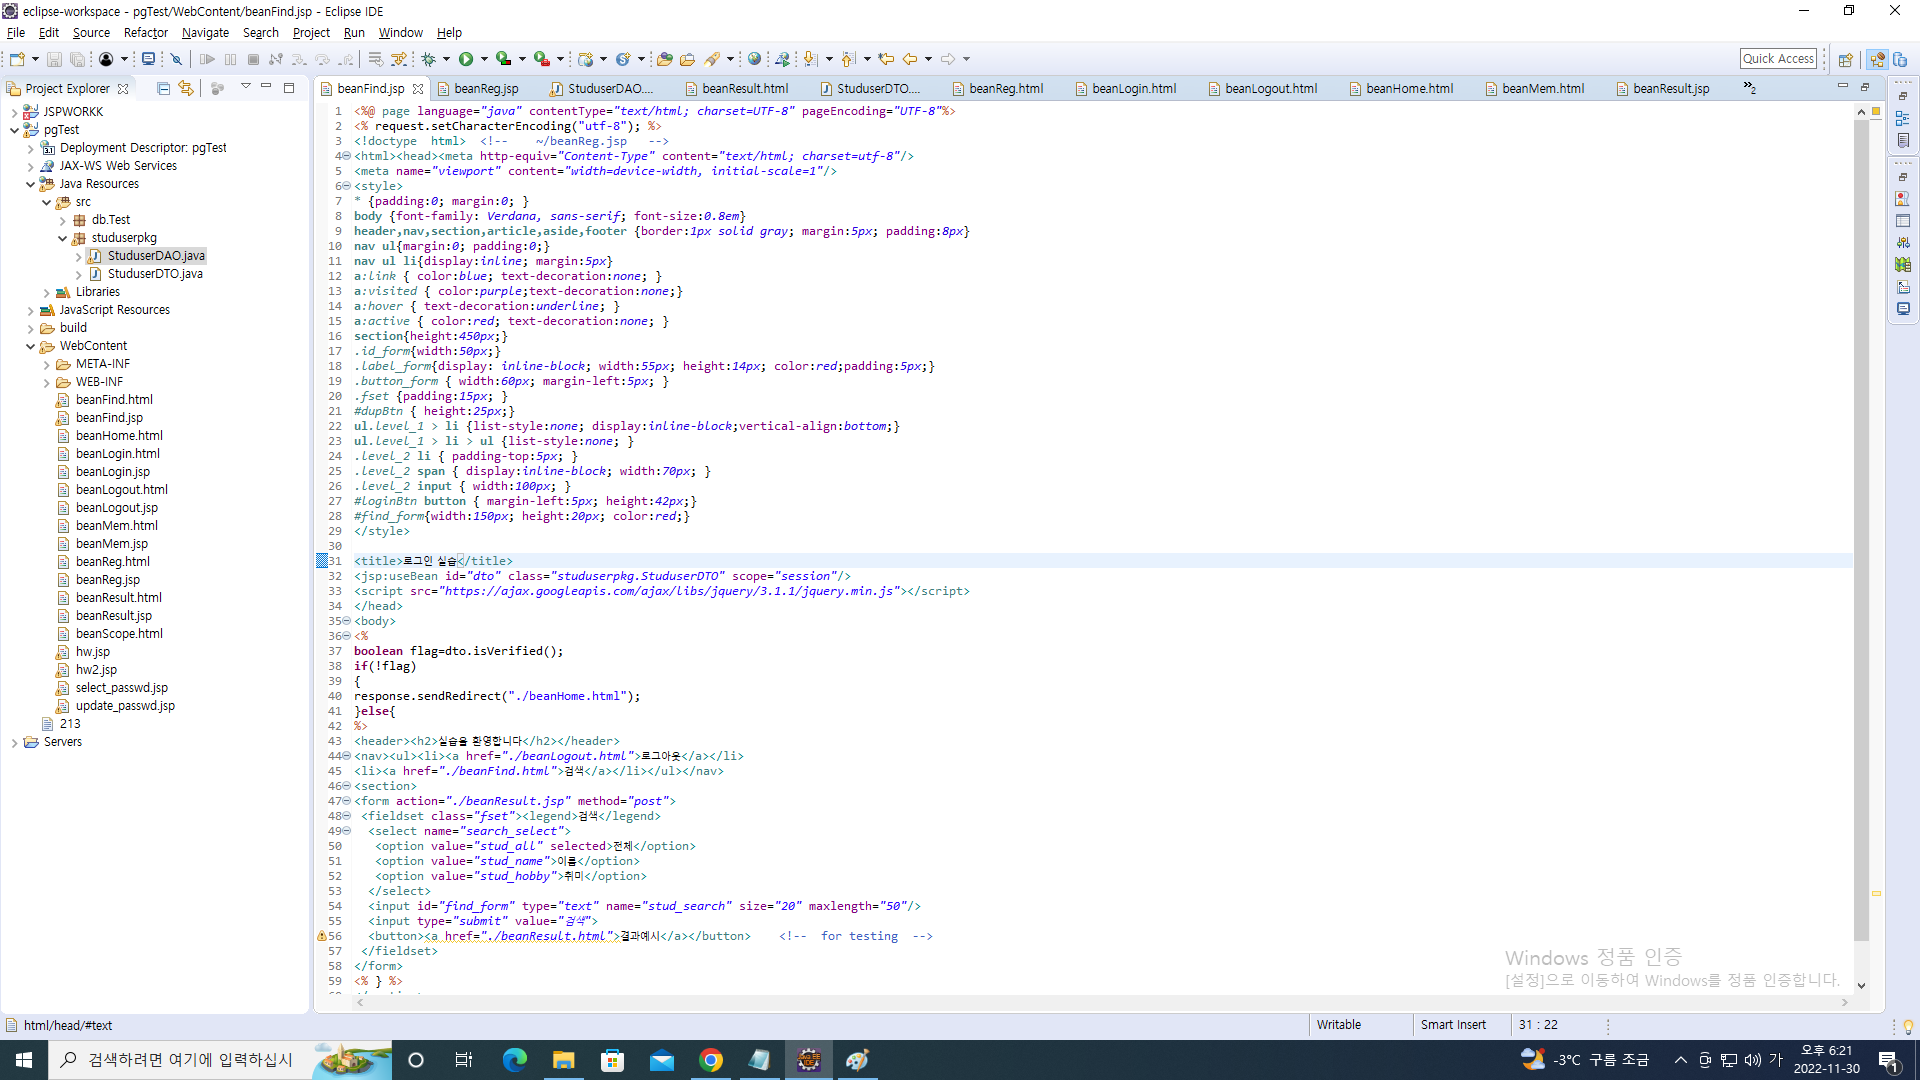 eclipse-workspace - pgTest/WebContent/beanFind.jsp - Eclipse IDE
File Edit Source Refactor Navigate Search Project Run Window Help
Quick Access
Project Explorer
JSPWORKK
pgTest
Deployment Descriptor: pgTest
JAX-WS Web Services
Java Resources
src
db.Test
studuserpkg
StuduserDAO.java
StuduserDTO.java
Libraries
JavaScript Resources
build
WebContent
META-INF
WEB-INF
beanFind.html
beanFind.jsp
beanHome.html
beanLogin.html
beanLogin.jsp
beanLogout.html
beanLogout.jsp
beanMem.html
beanMem.jsp
beanReg.html
beanReg.jsp
beanResult.html
beanResult.jsp
beanScope.html
hw.jsp
hw2.jsp
select_passwd.jsp
update_passwd.jsp
213
Servers
beanFind.jsp beanReg.jsp StuduserDAO.... beanResult.html StuduserDTO.... beanReg.html beanLogin.html beanLogout.html beanHome.html beanMem.html beanResult.jsp »2
1 <%@ page language="java" contentType="text/html; charset=UTF-8" pageEncoding="UTF-8"%>
2 <% request.setCharacterEncoding("utf-8"); %>
3 <!doctype  html>  <!--    ~/beanReg.jsp   -->
4 <html><head><meta http-equiv="Content-Type" content="text/html; charset=utf-8"/>
5 <meta name="viewport" content="width=device-width, initial-scale=1"/>
6 <style>
7 * {padding:0; margin:0; }
8 body {font-family: Verdana, sans-serif; font-size:0.8em}
9 header,nav,section,article,aside,footer {border:1px solid gray; margin:5px; padding:8px}
10 nav ul{margin:0; padding:0;}
11 nav ul li{display:inline; margin:5px}
12 a:link { color:blue; text-decoration:none; }
13 a:visited { color:purple;text-decoration:none;}
14 a:hover { text-decoration:underline; }
15 a:active { color:red; text-decoration:none; }
16 section{height:450px;}
17 .id_form{width:50px;}
18 .label_form{display: inline-block; width:55px; height:14px; color:red;padding:5px;}
19 .button_form { width:60px; margin-left:5px; }
20 .fset {padding:15px; }
21 #dupBtn { height:25px;}
22 ul.level_1 > li {list-style:none; display:inline-block;vertical-align:bottom;}
23 ul.level_1 > li > ul {list-style:none; }
24 .level_2 li { padding-top:5px; }
25 .level_2 span { display:inline-block; width:70px; }
26 .level_2 input { width:100px; }
27 #loginBtn button { margin-left:5px; height:42px;}
28 #find_form{width:150px; height:20px; color:red;}
29 </style>
30
31 <title>로그인 실습</title>
32 <jsp:useBean id="dto" class="studuserpkg.StuduserDTO" scope="session"/>
33 <script src="https://ajax.googleapis.com/ajax/libs/jquery/3.1.1/jquery.min.js"></script>
34 </head>
35 <body>
36 <%
37 boolean flag=dto.isVerified();
38 if(!flag)
39 {
40 response.sendRedirect("./beanHome.html");
41 }else{
42 %>
43 <header><h2>실습을 환영합니다</h2></header>
44 <nav><ul><li><a href="./beanLogout.html">로그아웃</a></li>
45 <li><a href="./beanFind.html">검색</a></li></ul></nav>
46 <section>
47 <form action="./beanResult.jsp" method="post">
48 <fieldset class="fset"><legend>검색</legend>
49 <select name="search_select">
50 <option value="stud_all" selected>전체</option>
51 <option value="stud_name">이름</option>
52 <option value="stud_hobby">취미</option>
53 </select>
54 <input id="find_form" type="text" name="stud_search" size="20" maxlength="50"/>
55 <input type="submit" value="검색">
56 <button><a href="./beanResult.html">결과예시</a></button>    <!--  for testing  -->
57 </fieldset>
58 </form>
59 <% } %>
Windows 정품 인증
[설정]으로 이동하여 Windows를 정품 인증합니다.
html/head/#text Writable Smart Insert 31 : 22
검색하려면 여기에 입력하십시
-3°C 구름 조금 가 오후 6:21
2022-11-30
1